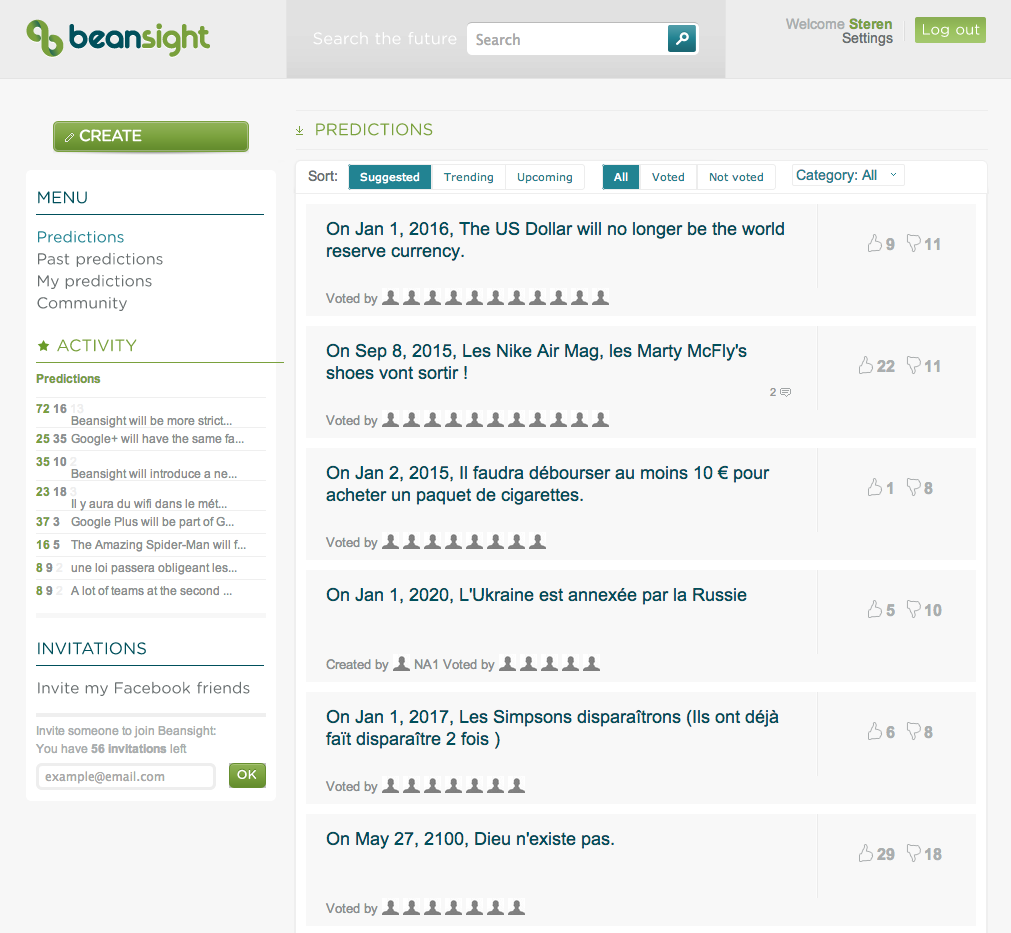 beansight
Search the future
Search
Welcome Steren
Settings
Log out
CREATE
MENU
Predictions
Past predictions
My predictions
Community
ACTIVITY
Predictions
72 16 13
Beansight will be more strict...
25 35 Google+ will have the same fa...
35 10 2
Beansight will introduce a ne...
23 18 3
Il y aura du wifi dans le mét...
37 3 Google Plus will be part of G...
16 5 The Amazing Spider-Man will f...
8 9 2 une loi passera obligeant les...
8 9 2 A lot of teams at the second ...
INVITATIONS
Invite my Facebook friends
Invite someone to join Beansight:
You have 56 invitations left
example@email.com
OK
PREDICTIONS
Sort: Suggested Trending Upcoming All Voted Not voted Category: All
On Jan 1, 2016, The US Dollar will no longer be the world
reserve currency.
9 11
Voted by
On Sep 8, 2015, Les Nike Air Mag, les Marty McFly's
shoes vont sortir !
22 11
2
Voted by
On Jan 2, 2015, Il faudra débourser au moins 10 € pour
acheter un paquet de cigarettes.
1 8
Voted by
On Jan 1, 2020, L'Ukraine est annexée par la Russie
5 10
Created by NA1 Voted by
On Jan 1, 2017, Les Simpsons disparaîtrons (Ils ont déjà
faït disparaître 2 fois )
6 8
Voted by
On May 27, 2100, Dieu n'existe pas.
29 18
Voted by